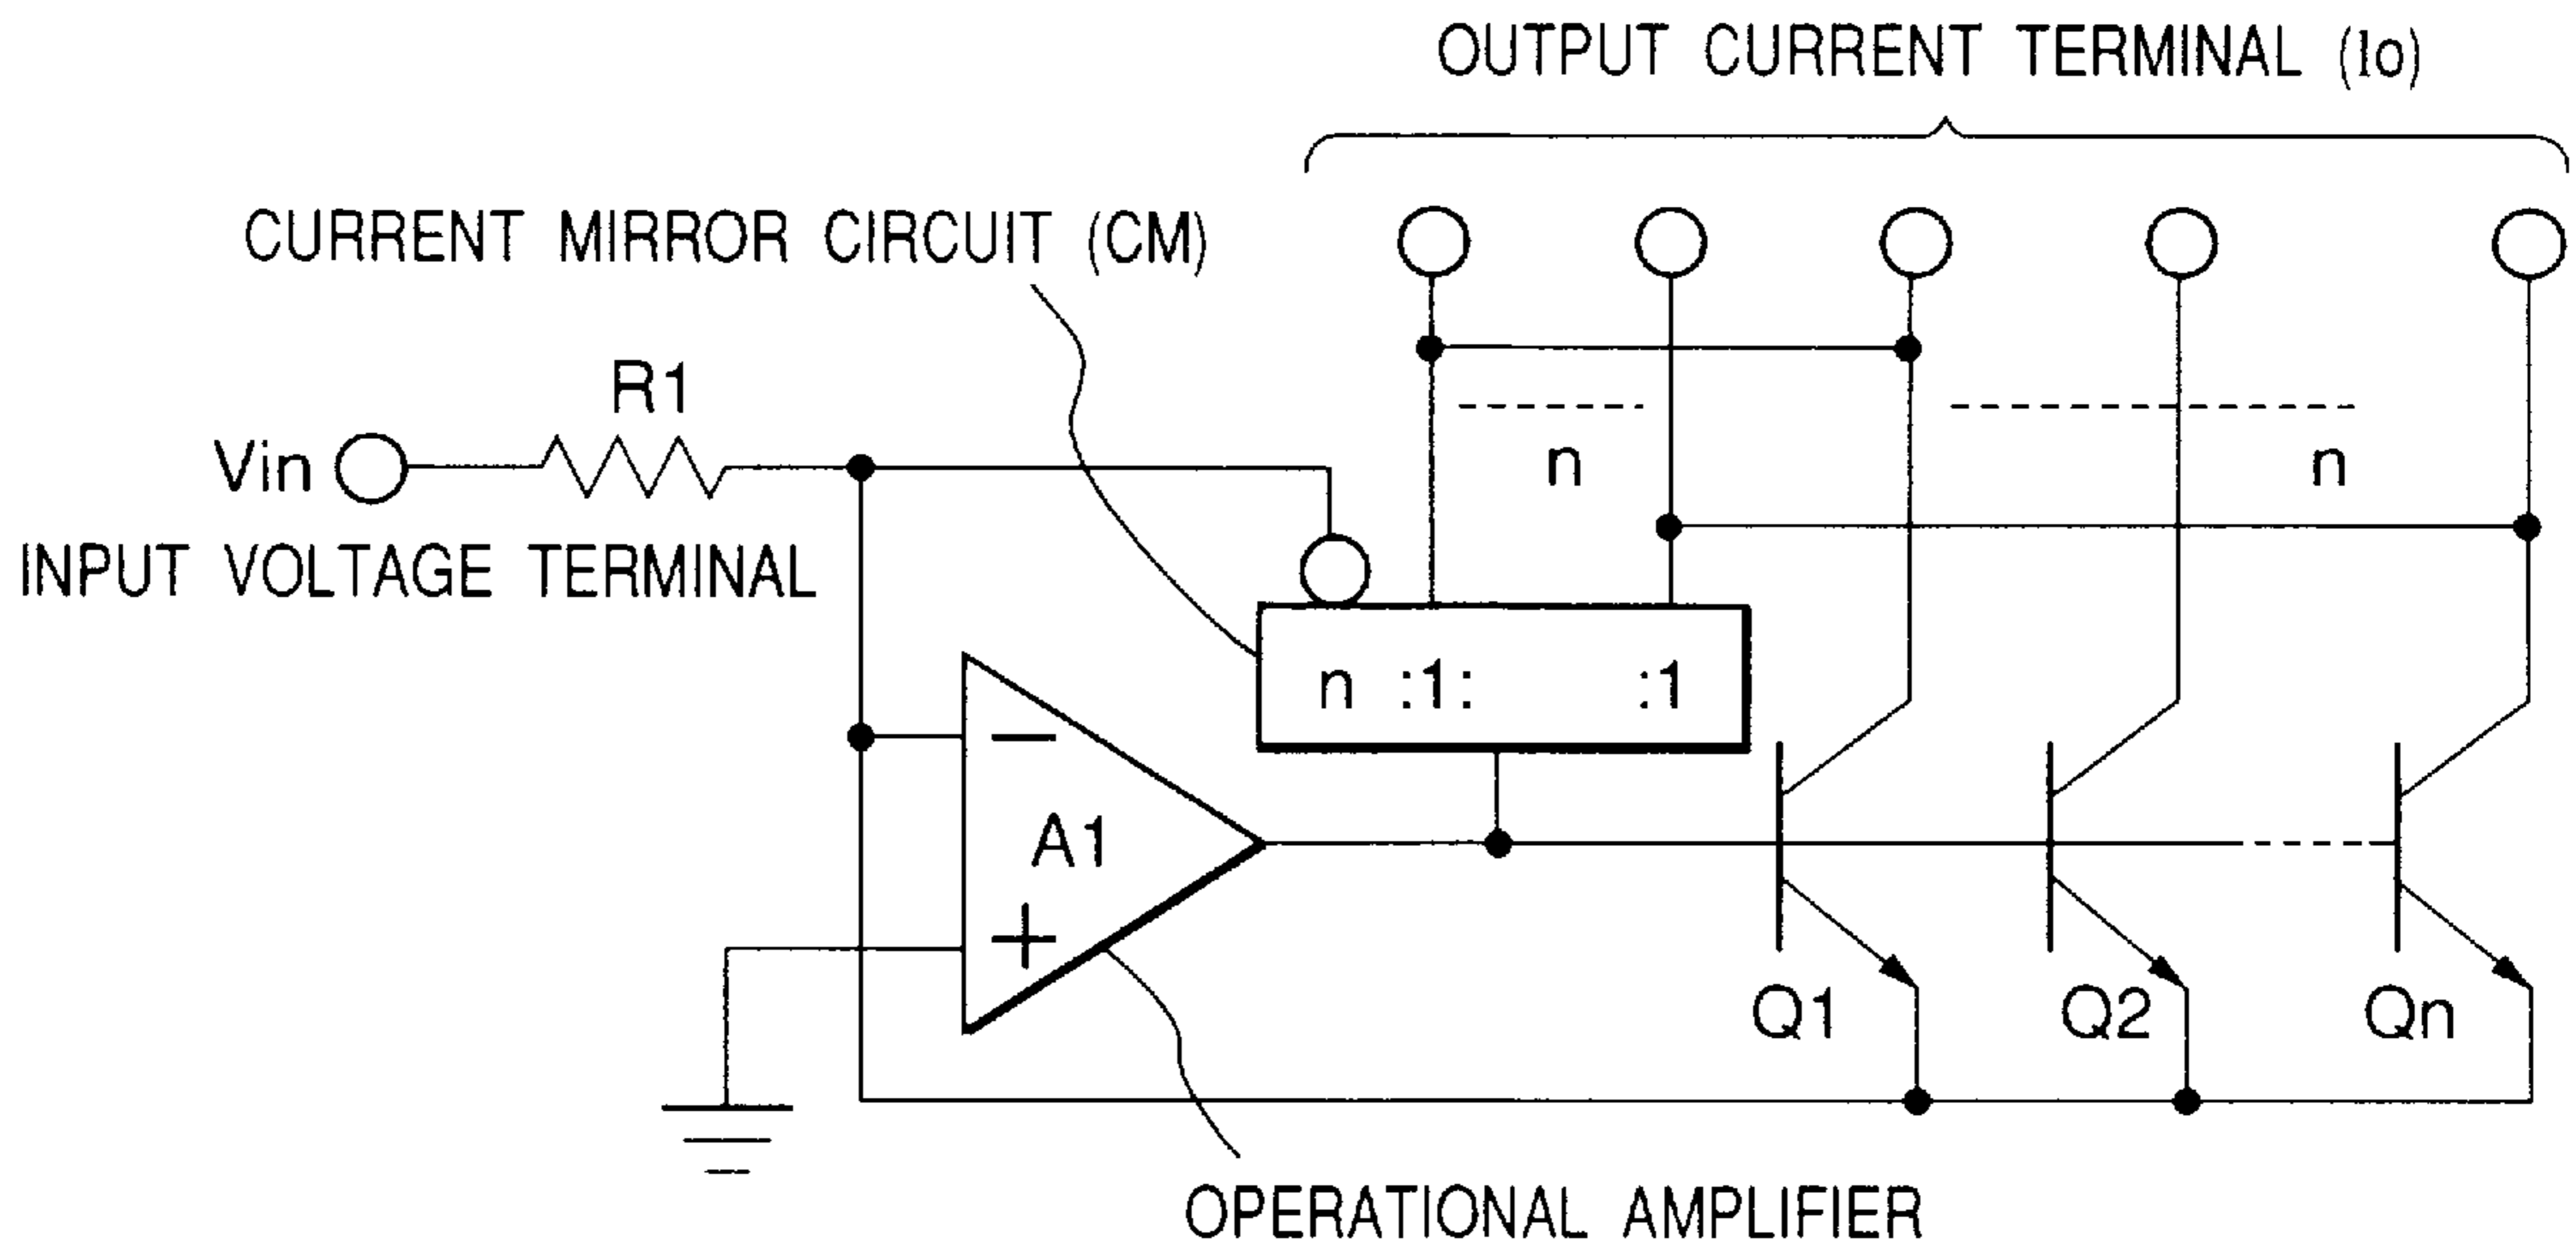 OUTPUT CURRENT TERMINAL (Io)
CURRENT MIRROR CIRCUIT (CM)
R1
Vin
n
n
INPUT VOLTAGE TERMINAL
n :1: :1
−
A1
+
Q1
Q2
Qn
OPERATIONAL AMPLIFIER